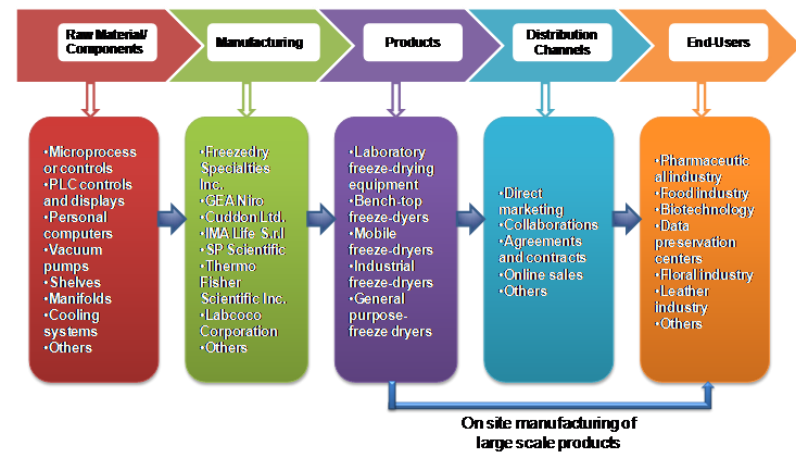 Raw Material/
Components
Manufacturing
Products
Distribution
Channels
End-Users
•Microprocess
or controls
•PLC controls
and displays
•Personal
computers
•Vacuum
pumps
•Shelves
•Manifolds
•Cooling
systems
•Others
•Freezedry
Specialties
Inc.
•GEA Niro
•Cuddon Ltd.
•IMA Life S.r.l
•SP Scientific
•Thermo
Fisher
Scientific Inc.
•Labcoco
Corporation
•Others
•Laboratory
freeze-drying
equipment
•Bench-top
freeze-dyers
•Mobile
freeze-dryers
•Industrial
freeze-dryers
•General
purpose-
freeze dryers
•Direct
marketing
•Collaborations
•Agreements
and contracts
•Online sales
•Others
•Pharmaceutic
al industry
•Food industry
•Biotechnology
•Data
preservation
centers
•Floral industry
•Leather
industry
•Others
On site manufacturing of
large scale products